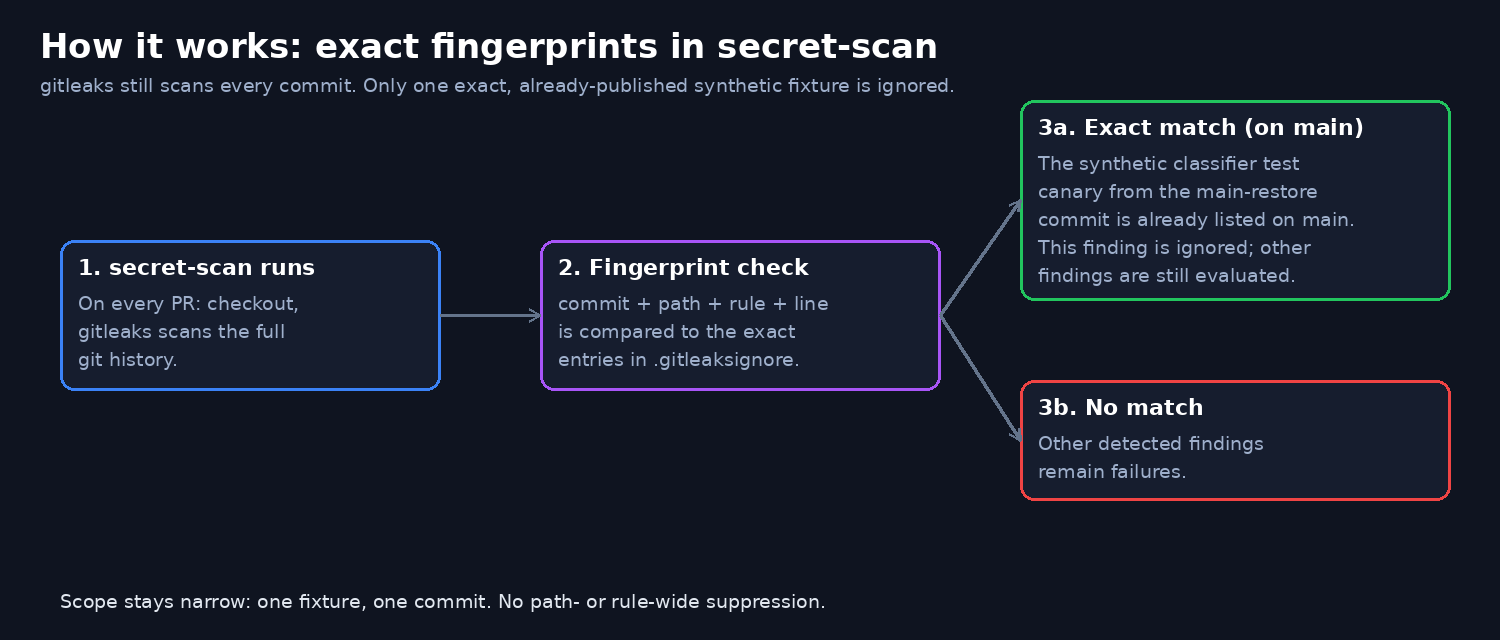 How it works: exact fingerprints in secret-scan
gitleaks still scans every commit. Only one exact, already-published synthetic fixture is ignored.
1. secret-scan runs
On every PR: checkout,
gitleaks scans the full
git history.
2. Fingerprint check
commit + path + rule + line
is compared to the exact
entries in .gitleaksignore.
3a. Exact match (on main)
The synthetic classifier test
canary from the main-restore
commit is already listed on main.
This finding is ignored; other
findings are still evaluated.
3b. No match
Other detected findings
remain failures.
Scope stays narrow: one fixture, one commit. No path- or rule-wide suppression.